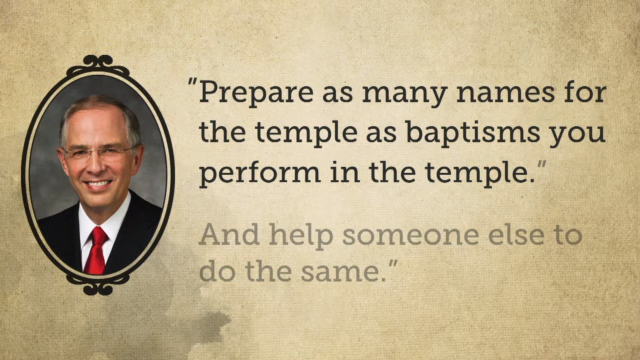 "Prepare as many names for
the temple as baptisms you
perform in the temple."
And help someone else to
do the same."